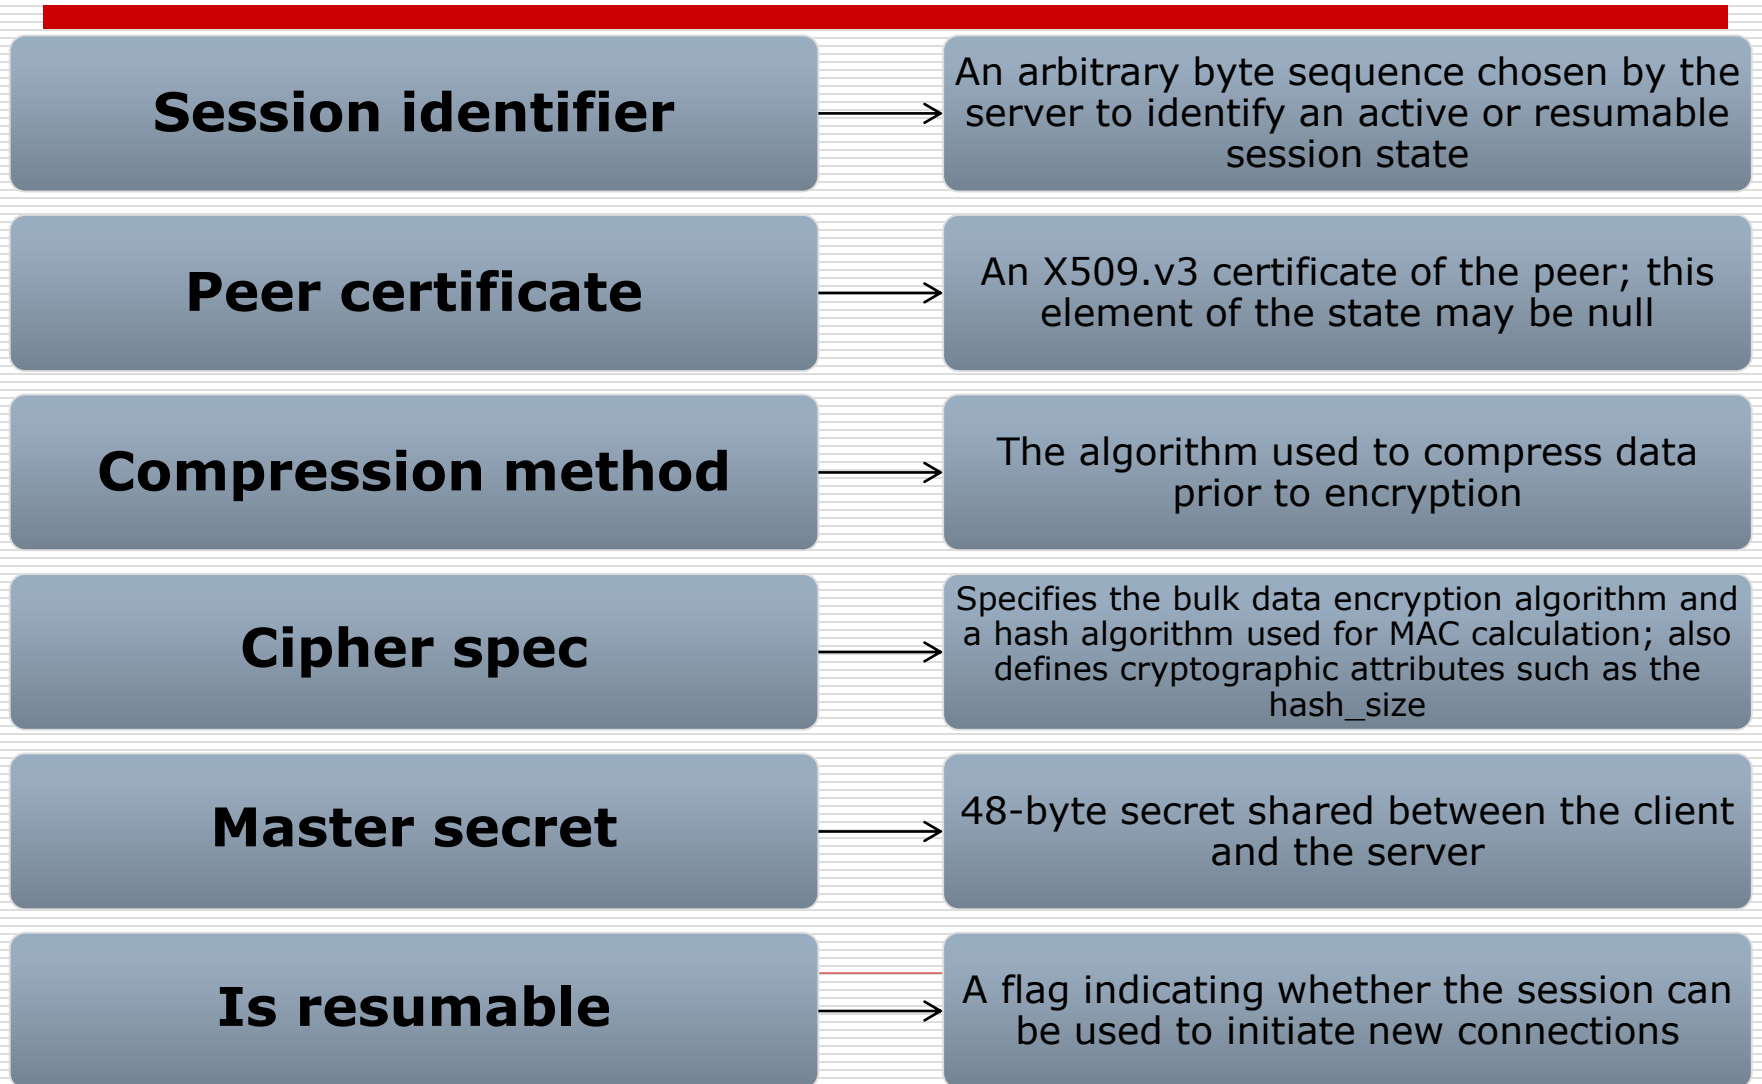 Session identifier
An arbitrary byte sequence chosen by the
server to identify an active or resumable
session state
Peer certificate
An X509.v3 certificate of the peer; this
element of the state may be null
Compression method
The algorithm used to compress data
prior to encryption
Cipher spec
Specifies the bulk data encryption algorithm and
a hash algorithm used for MAC calculation; also
defines cryptographic attributes such as the
hash_size
Master secret
48-byte secret shared between the client
and the server
Is resumable
A flag indicating whether the session can
be used to initiate new connections